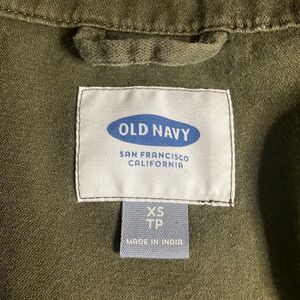 OLD NAVY
SAN FRANCISCO
CALIFORNIA
XS
TP
MADE IN INDIA